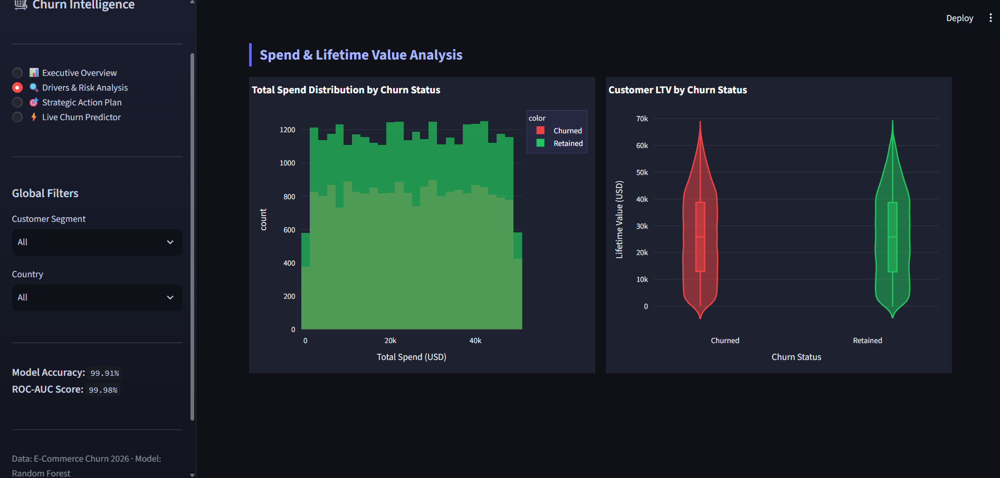 Churn Intelligence
Executive Overview
Drivers & Risk Analysis
Strategic Action Plan
Live Churn Predictor
Global Filters
Customer Segment
All
Country
All
Model Accuracy: 99.91%
ROC-AUC Score: 99.98%
Data: E-Commerce Churn 2026 · Model:
Random Forest
Deploy
Spend & Lifetime Value Analysis
Total Spend Distribution by Churn Status
color
Churned
Retained
1200
1000
800
600
400
200
0
count
0 20k 40k
Total Spend (USD)
Customer LTV by Churn Status
70k
60k
50k
40k
30k
20k
10k
0
Lifetime Value (USD)
Churned Retained
Churn Status